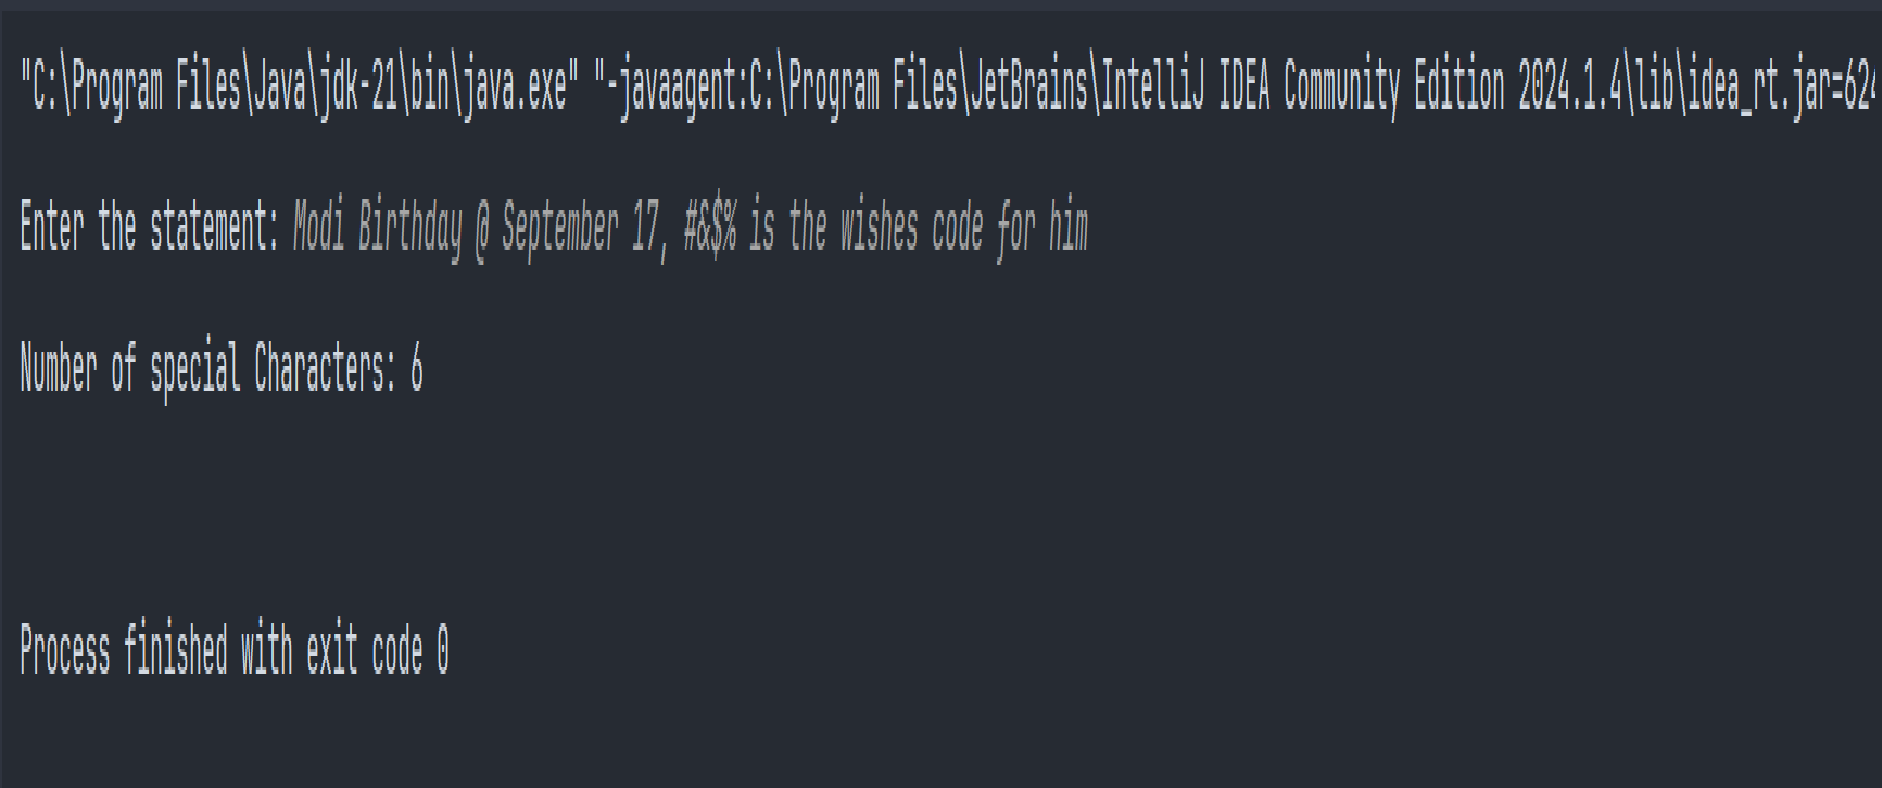 "C:\Program Files\Java\jdk-21\bin\java.exe" "-javaagent:C:\Program Files\JetBrains\IntelliJ IDEA Community Edition 2024.1.4\lib\idea_rt.jar=624
Enter the statement: Modi Birthday @ September 17, #&$% is the wishes code for him
Number of special Characters: 6
Process finished with exit code 0